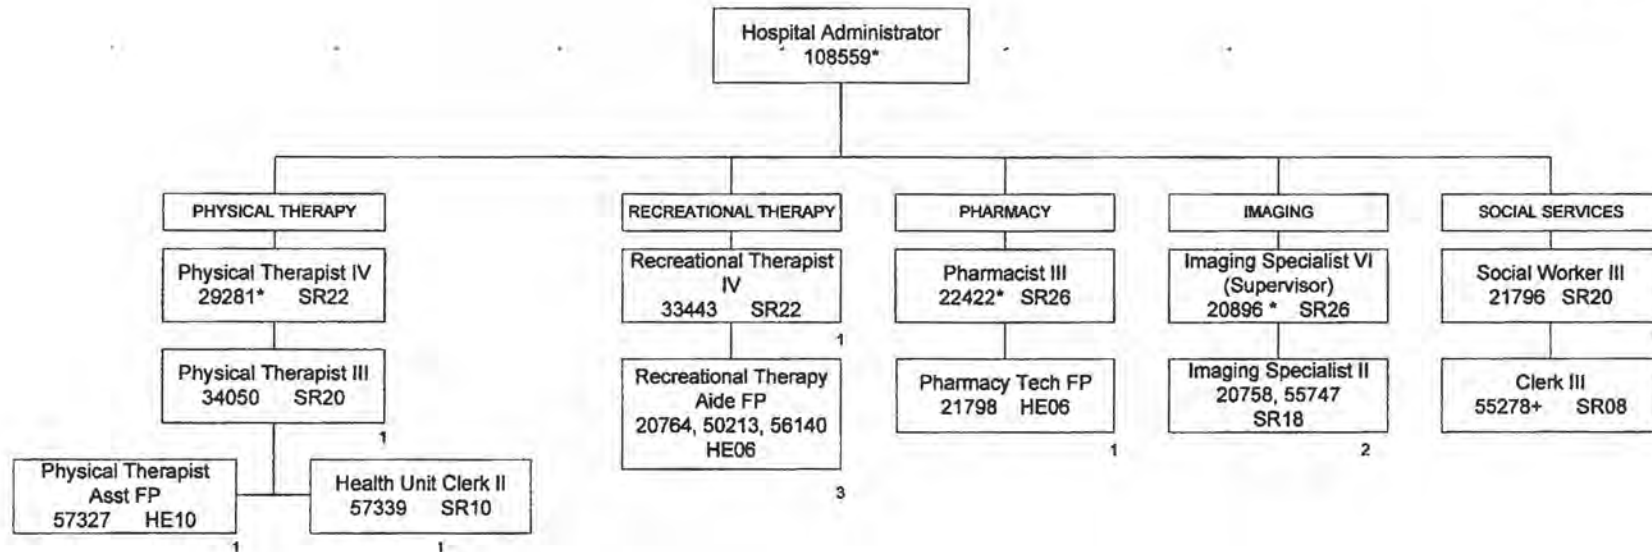 Hospital Administrator
108559*
PHYSICAL THERAPY
Physical Therapist IV
29281* SR22
Physical Therapist III
34050 SR20
1
Physical Therapist
Asst FP
57327 HE10
1
Health Unit Clerk II
57339 SR10
1
RECREATIONAL THERAPY
Recreational Therapist
IV
33443 SR22
1
Recreational Therapy
Aide FP
20764, 50213, 56140
HE06
3
PHARMACY
Pharmacist III
22422* SR26
Pharmacy Tech FP
21798 HE06
1
IMAGING
Imaging Specialist VI
(Supervisor)
20896 * SR26
Imaging Specialist II
20758, 55747
SR18
2
SOCIAL SERVICES
Social Worker III
21796 SR20
Clerk III
55278+ SR08